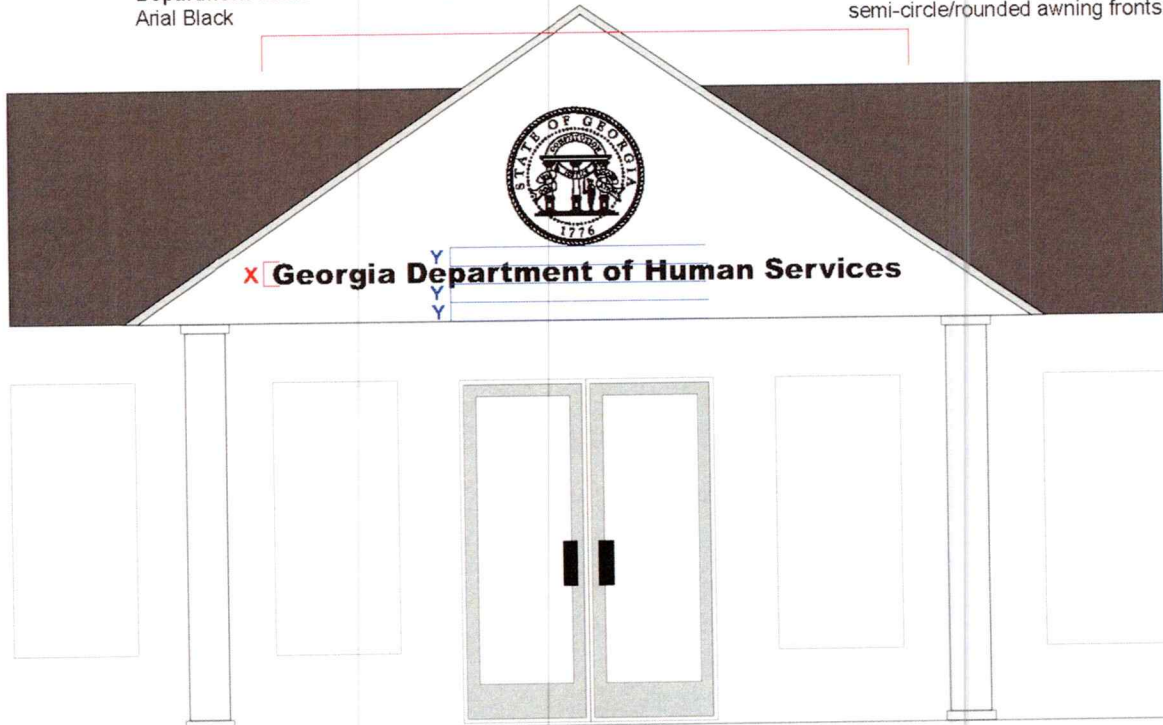 Arial Black
semi-circle/rounded awning fronts
STATE OF GEORGIA
CONSTITUTION
1776
Y
X Georgia Department of Human Services
Y
Y